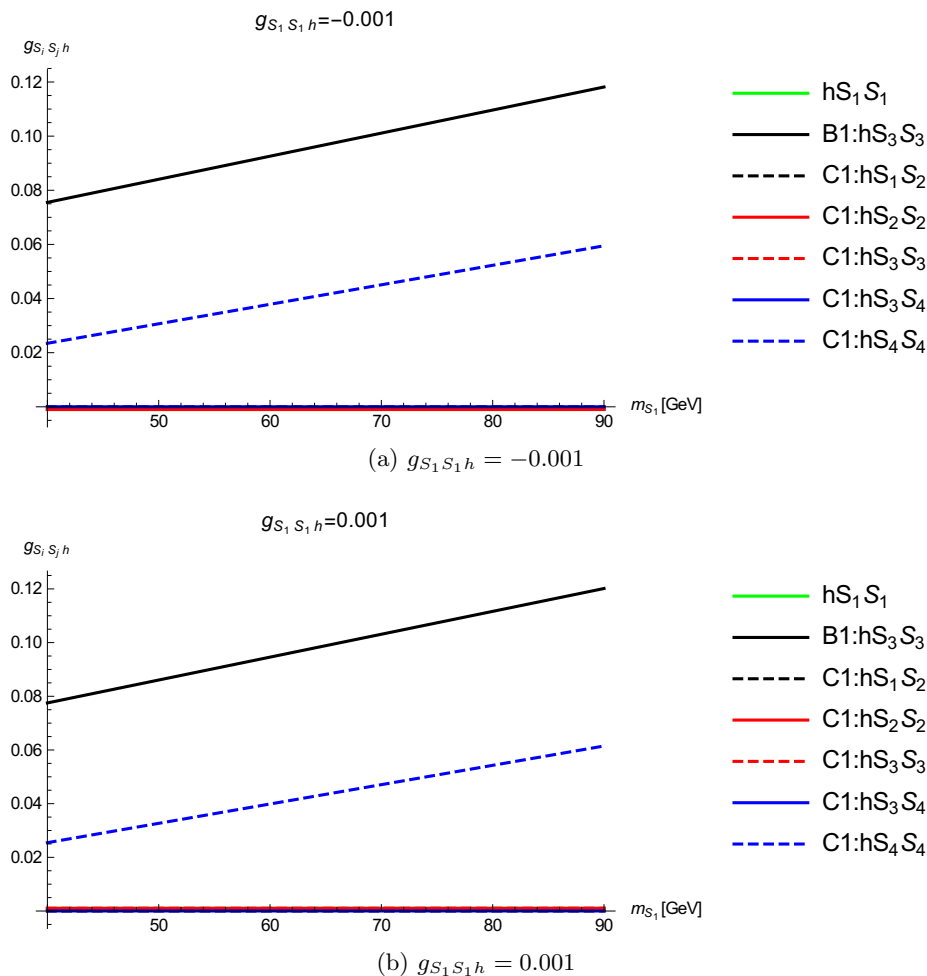 g_{S_1 S_1 h}=−0.001
g_{S_i S_j h}
0.12
0.10
0.08
0.06
0.04
0.02
50 60 70 80 90
m_{S_1}[GeV]
hS_1S_1
B1:hS_3S_3
C1:hS_1S_2
C1:hS_2S_2
C1:hS_3S_3
C1:hS_3S_4
C1:hS_4S_4
(a) g_{S_1S_1h} = −0.001
g_{S_1 S_1 h}=0.001
g_{S_i S_j h}
0.12
0.10
0.08
0.06
0.04
0.02
50 60 70 80 90
m_{S_1}[GeV]
hS_1S_1
B1:hS_3S_3
C1:hS_1S_2
C1:hS_2S_2
C1:hS_3S_3
C1:hS_3S_4
C1:hS_4S_4
(b) g_{S_1S_1h} = 0.001